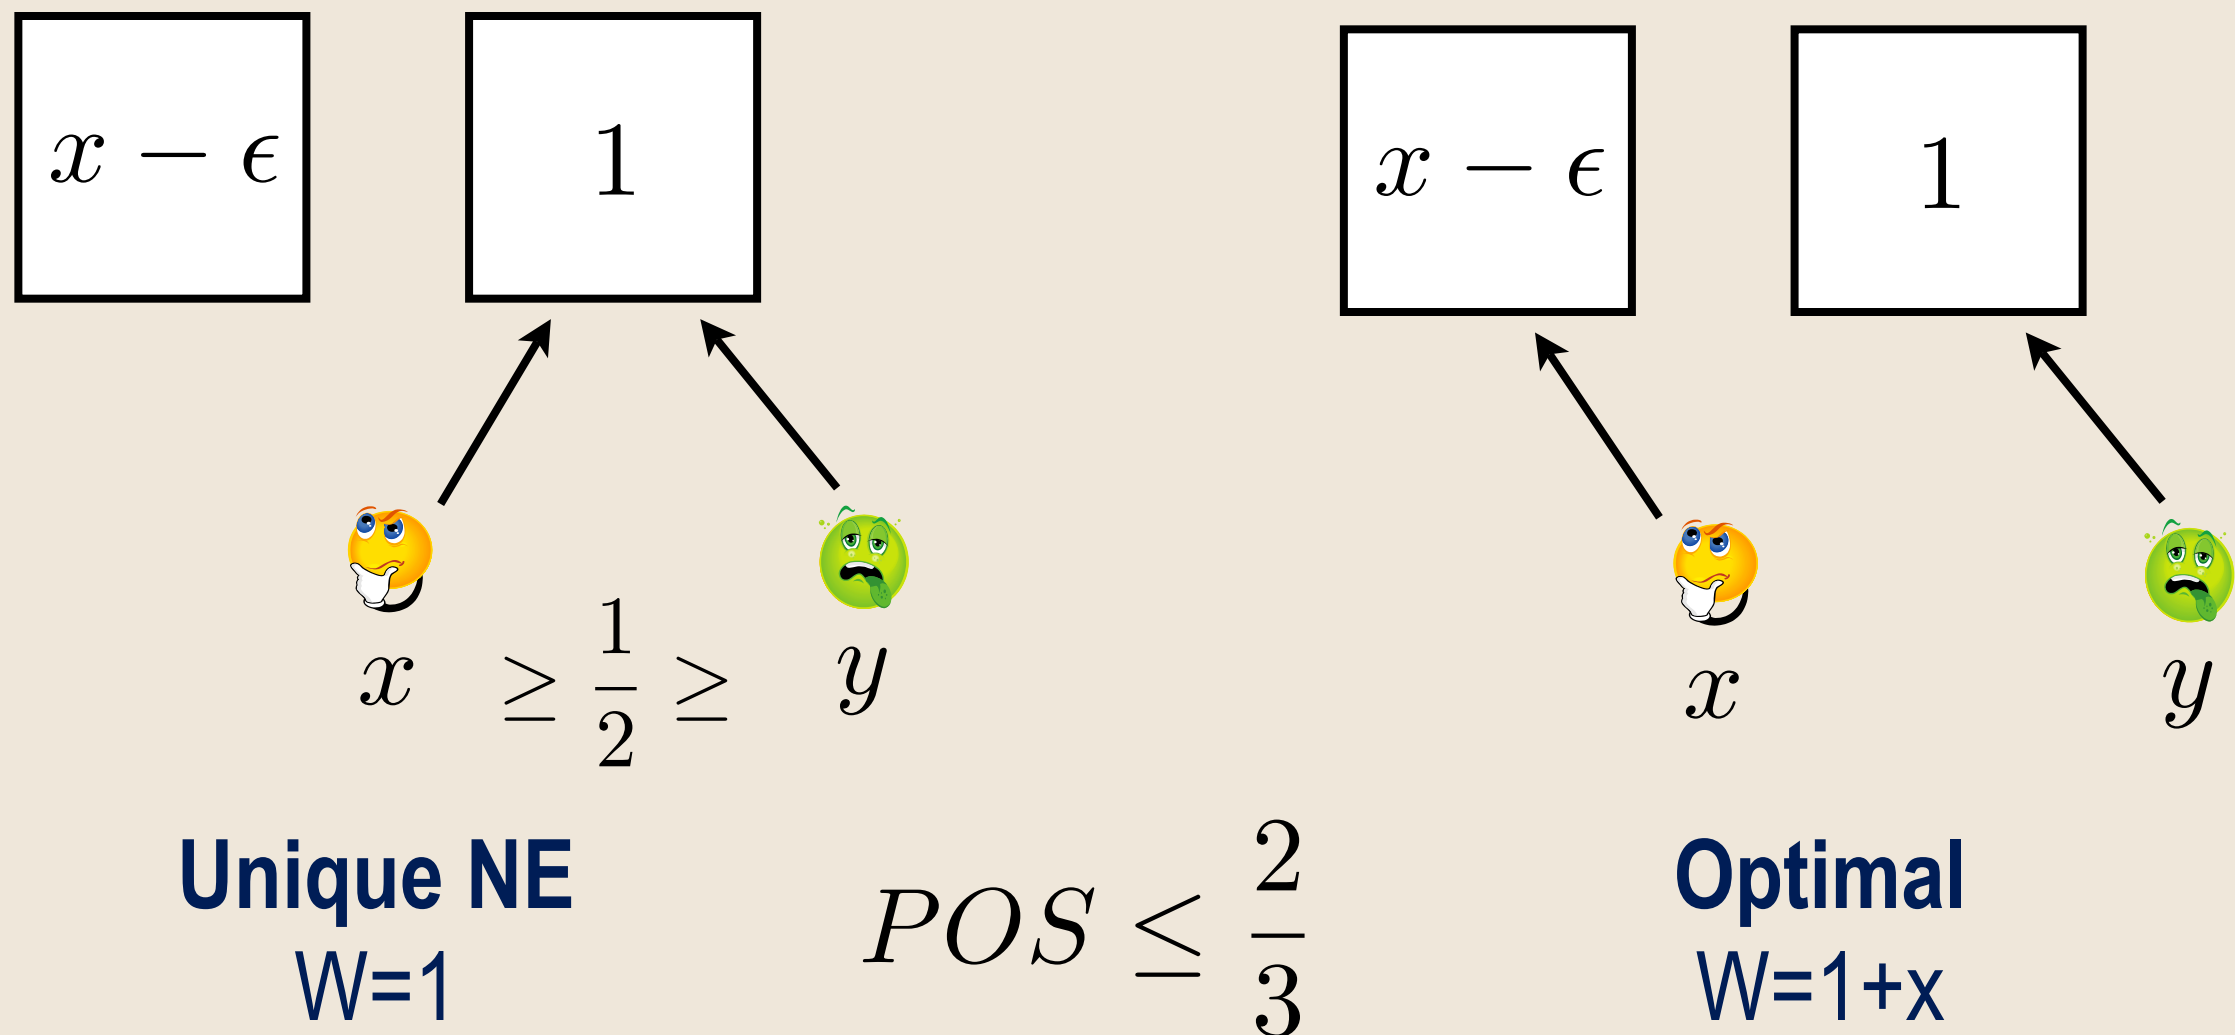 x − ϵ
1
x ≥ 1/2 ≥ y
Unique NE
W=1
POS ≤ 2/3
x − ϵ
1
x
y
Optimal
W=1+x